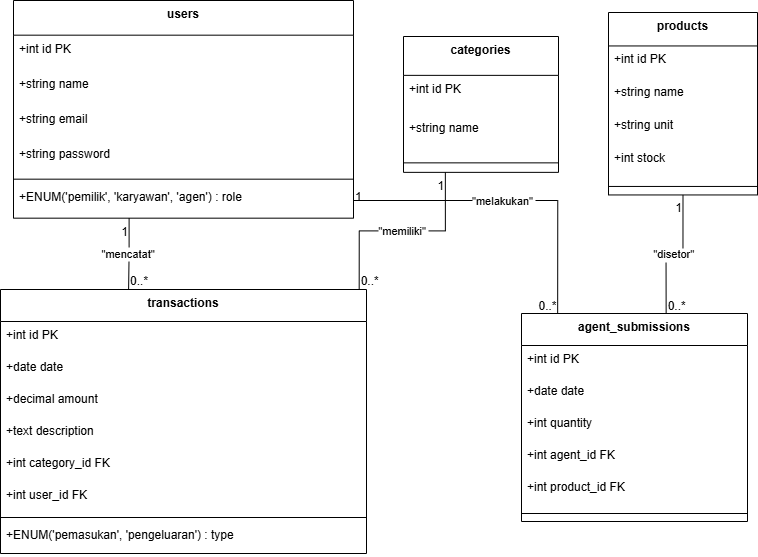 users
+int id PK
+string name
+string email
+string password
+ENUM('pemilik', 'karyawan', 'agen') : role
categories
+int id PK
+string name
products
+int id PK
+string name
+string unit
+int stock
1
"mencatat"
0..*
1
"memiliki"
0..*
1
"melakukan"
0..*
1
"disetor"
0..*
transactions
+int id PK
+date date
+decimal amount
+text description
+int category_id FK
+int user_id FK
+ENUM('pemasukan', 'pengeluaran') : type
agent_submissions
+int id PK
+date date
+int quantity
+int agent_id FK
+int product_id FK